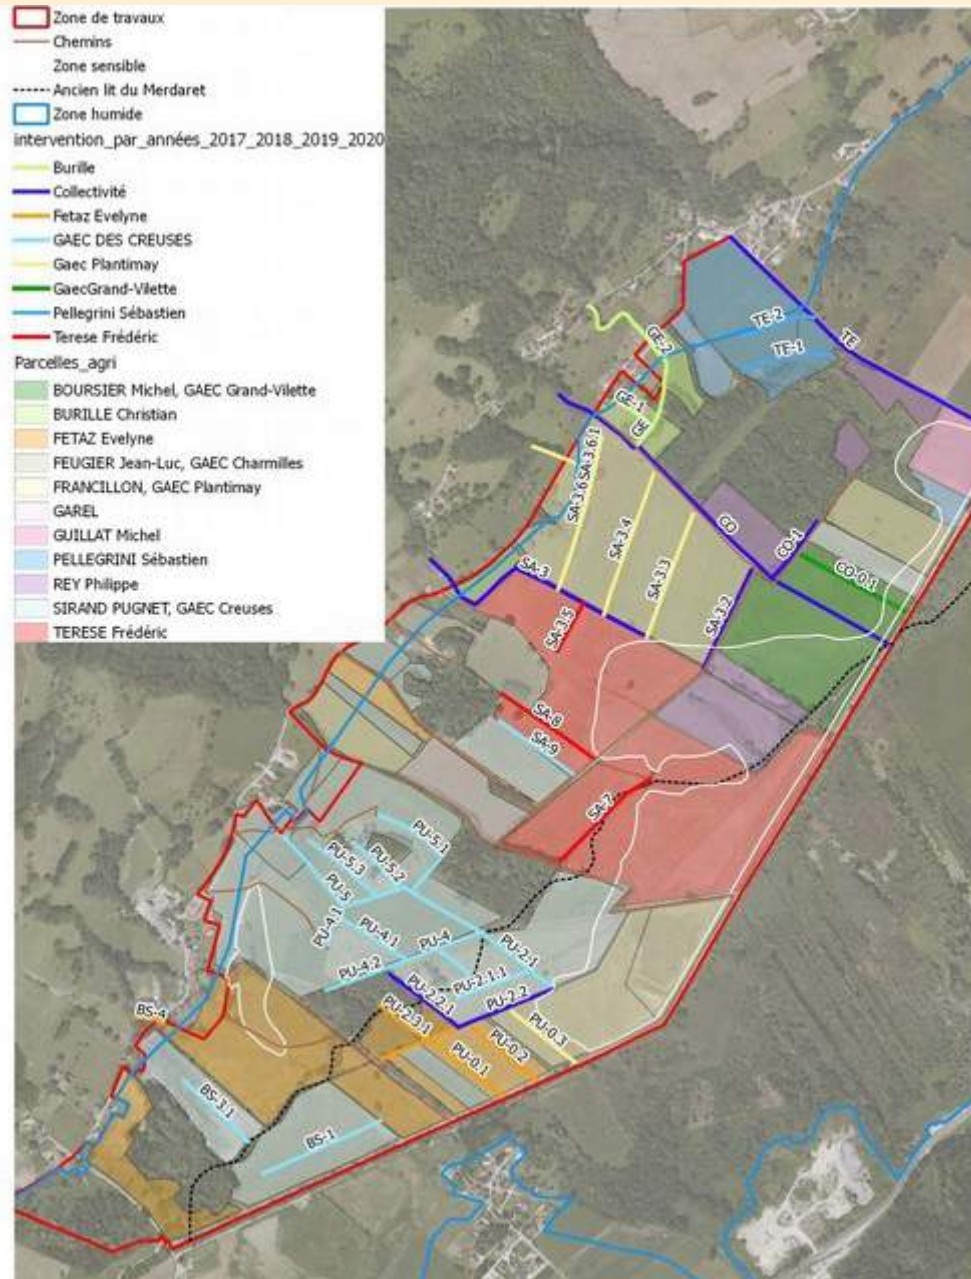 Zone de travaux
Chemins
Zone sensible
Ancien lit du Merdaret
Zone humide
intervention_par_années_2017_2018_2019_2020
Burille
Collectivité
Fetaz Evelyne
GAEC DES CREUSES
Gaec Plantimay
GaecGrand-Vilette
Pellegrini Sébastien
Terese Frédéric
Parcelles_agri
BOURSIER Michel, GAEC Grand-Vilette
BURILLE Christian
FETAZ Evelyne
FEUGIER Jean-Luc, GAEC Charmilles
FRANCILLON, GAEC Plantimay
GAREL
GUILLAT Michel
PELLEGRINI Sébastien
REY Philippe
SIRAND PUGNET, GAEC Creuses
TERESE Frédéric
TE-2
TE
TE-1
GE-2
GE-1
GE
SA-3.6.1
SA-3.6
SA-3.4
SA-3.3
CO
CO-1
CO-0.1
SA-3
SA-3.5
SA-3.2
SA-8
SA-9
SA-7
PU-5.1
PU-5.2
PU-5.3
PU-5
PU-4.1
PU-4.1
PU-4
PU-4.2
PU-2.1
PU-2.1.1
PU-2.2
PU-2.2.1
PU-2.3.1
PU-0.3
PU-0.2
PU-0.1
BS-4
BS-3.1
BS-1